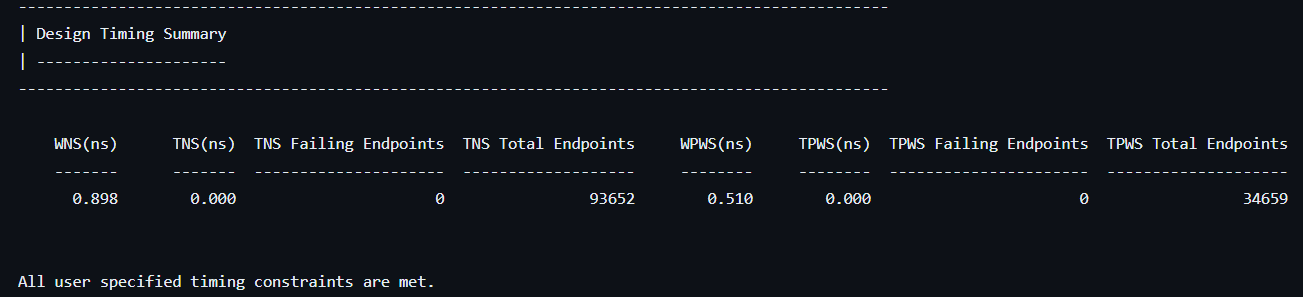 ------------------------------------------------------------------------------------------------
| Design Timing Summary
| ---------------------
------------------------------------------------------------------------------------------------
WNS(ns) TNS(ns) TNS Failing Endpoints TNS Total Endpoints WPWS(ns) TPWS(ns) TPWS Failing Endpoints TPWS Total Endpoints
------- ------- --------------------- ------------------- -------- -------- ---------------------- --------------------
0.898 0.000 0 93652 0.510 0.000 0 34659
All user specified timing constraints are met.